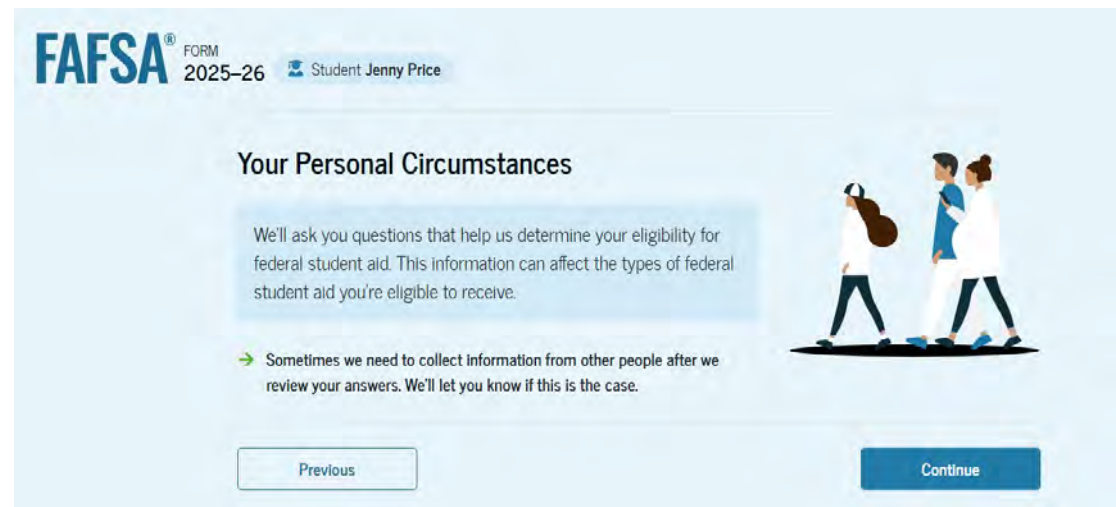 FAFSA® FORM
2025–26 Student Jenny Price
Your Personal Circumstances
We'll ask you questions that help us determine your eligibility for
federal student aid. This information can affect the types of federal
student aid you're eligible to receive.
Sometimes we need to collect information from other people after we
review your answers. We'll let you know if this is the case.
Previous
Continue